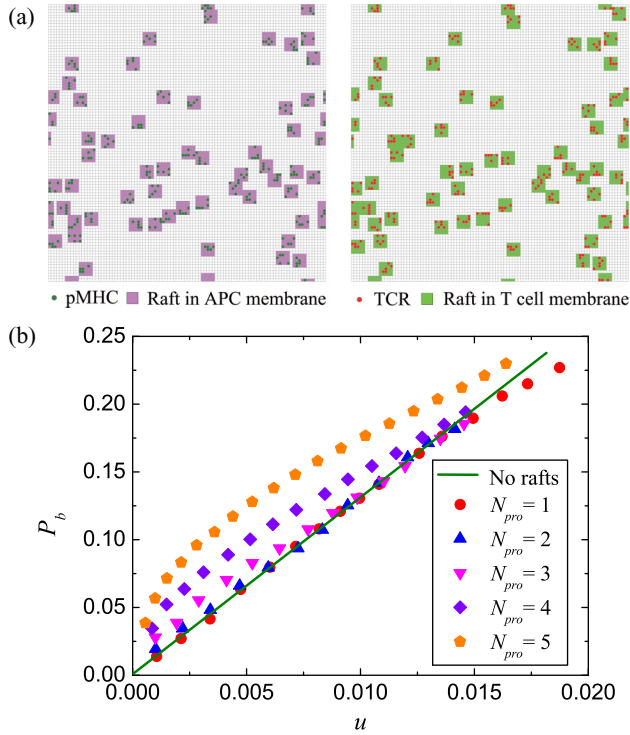 (a)
pMHC Raft in APC membrane TCR Raft in T cell membrane
(b)
0.25
0.20
0.15
0.10
0.05
0.00
P_b
No rafts
N_pro = 1
N_pro = 2
N_pro = 3
N_pro = 4
N_pro = 5
0.000 0.005 0.010 0.015 0.020
u